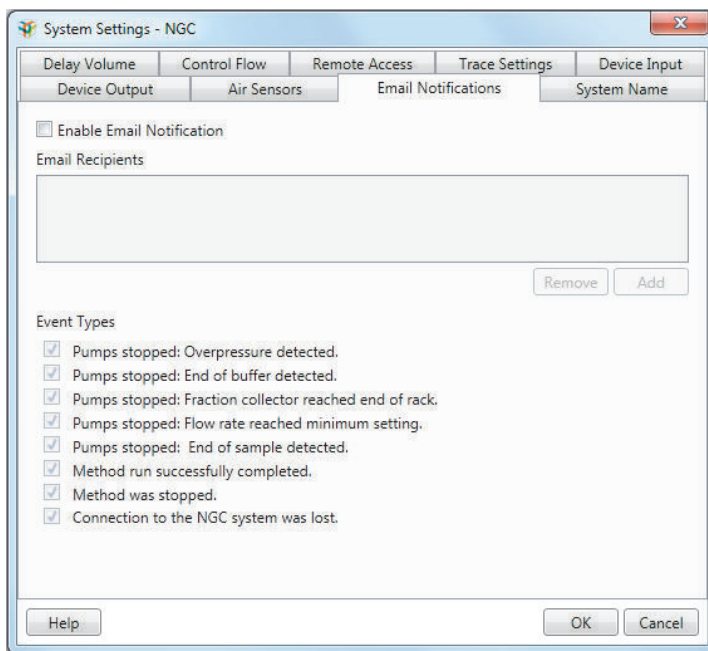 System Settings - NGC
Delay Volume Control Flow Remote Access Trace Settings Device Input
Device Output Air Sensors Email Notifications System Name
Enable Email Notification
Email Recipients
Remove Add
Event Types
Pumps stopped: Overpressure detected.
Pumps stopped: End of buffer detected.
Pumps stopped: Fraction collector reached end of rack.
Pumps stopped: Flow rate reached minimum setting.
Pumps stopped:  End of sample detected.
Method run successfully completed.
Method was stopped.
Connection to the NGC system was lost.
Help OK Cancel